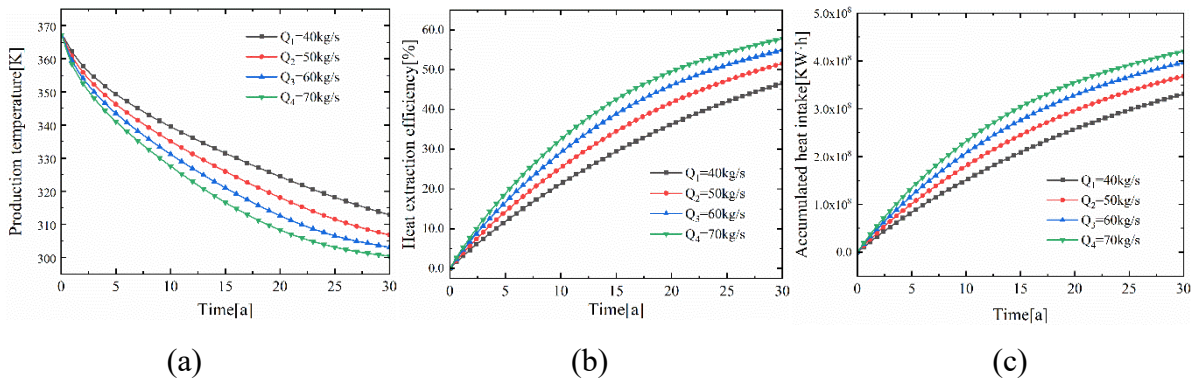 Production temperature[K]
370
360
350
340
330
320
310
300
Q₁=40kg/s
Q₂=50kg/s
Q₃=60kg/s
Q₄=70kg/s
0 5 10 15 20 25 30
Time[a]
(a)
Heat extraction efficiency[%]
60.0
50.0
40.0
30.0
20.0
10.0
0.0
Q₁=40kg/s
Q₂=50kg/s
Q₃=60kg/s
Q₄=70kg/s
0 5 10 15 20 25 30
Time[a]
(b)
Accumulated heat intake[KW·h]
5.0x10⁸
4.0x10⁸
3.0x10⁸
2.0x10⁸
1.0x10⁸
0.0
Q₁=40kg/s
Q₂=50kg/s
Q₃=60kg/s
Q₄=70kg/s
0 5 10 15 20 25 30
Time[a]
(c)